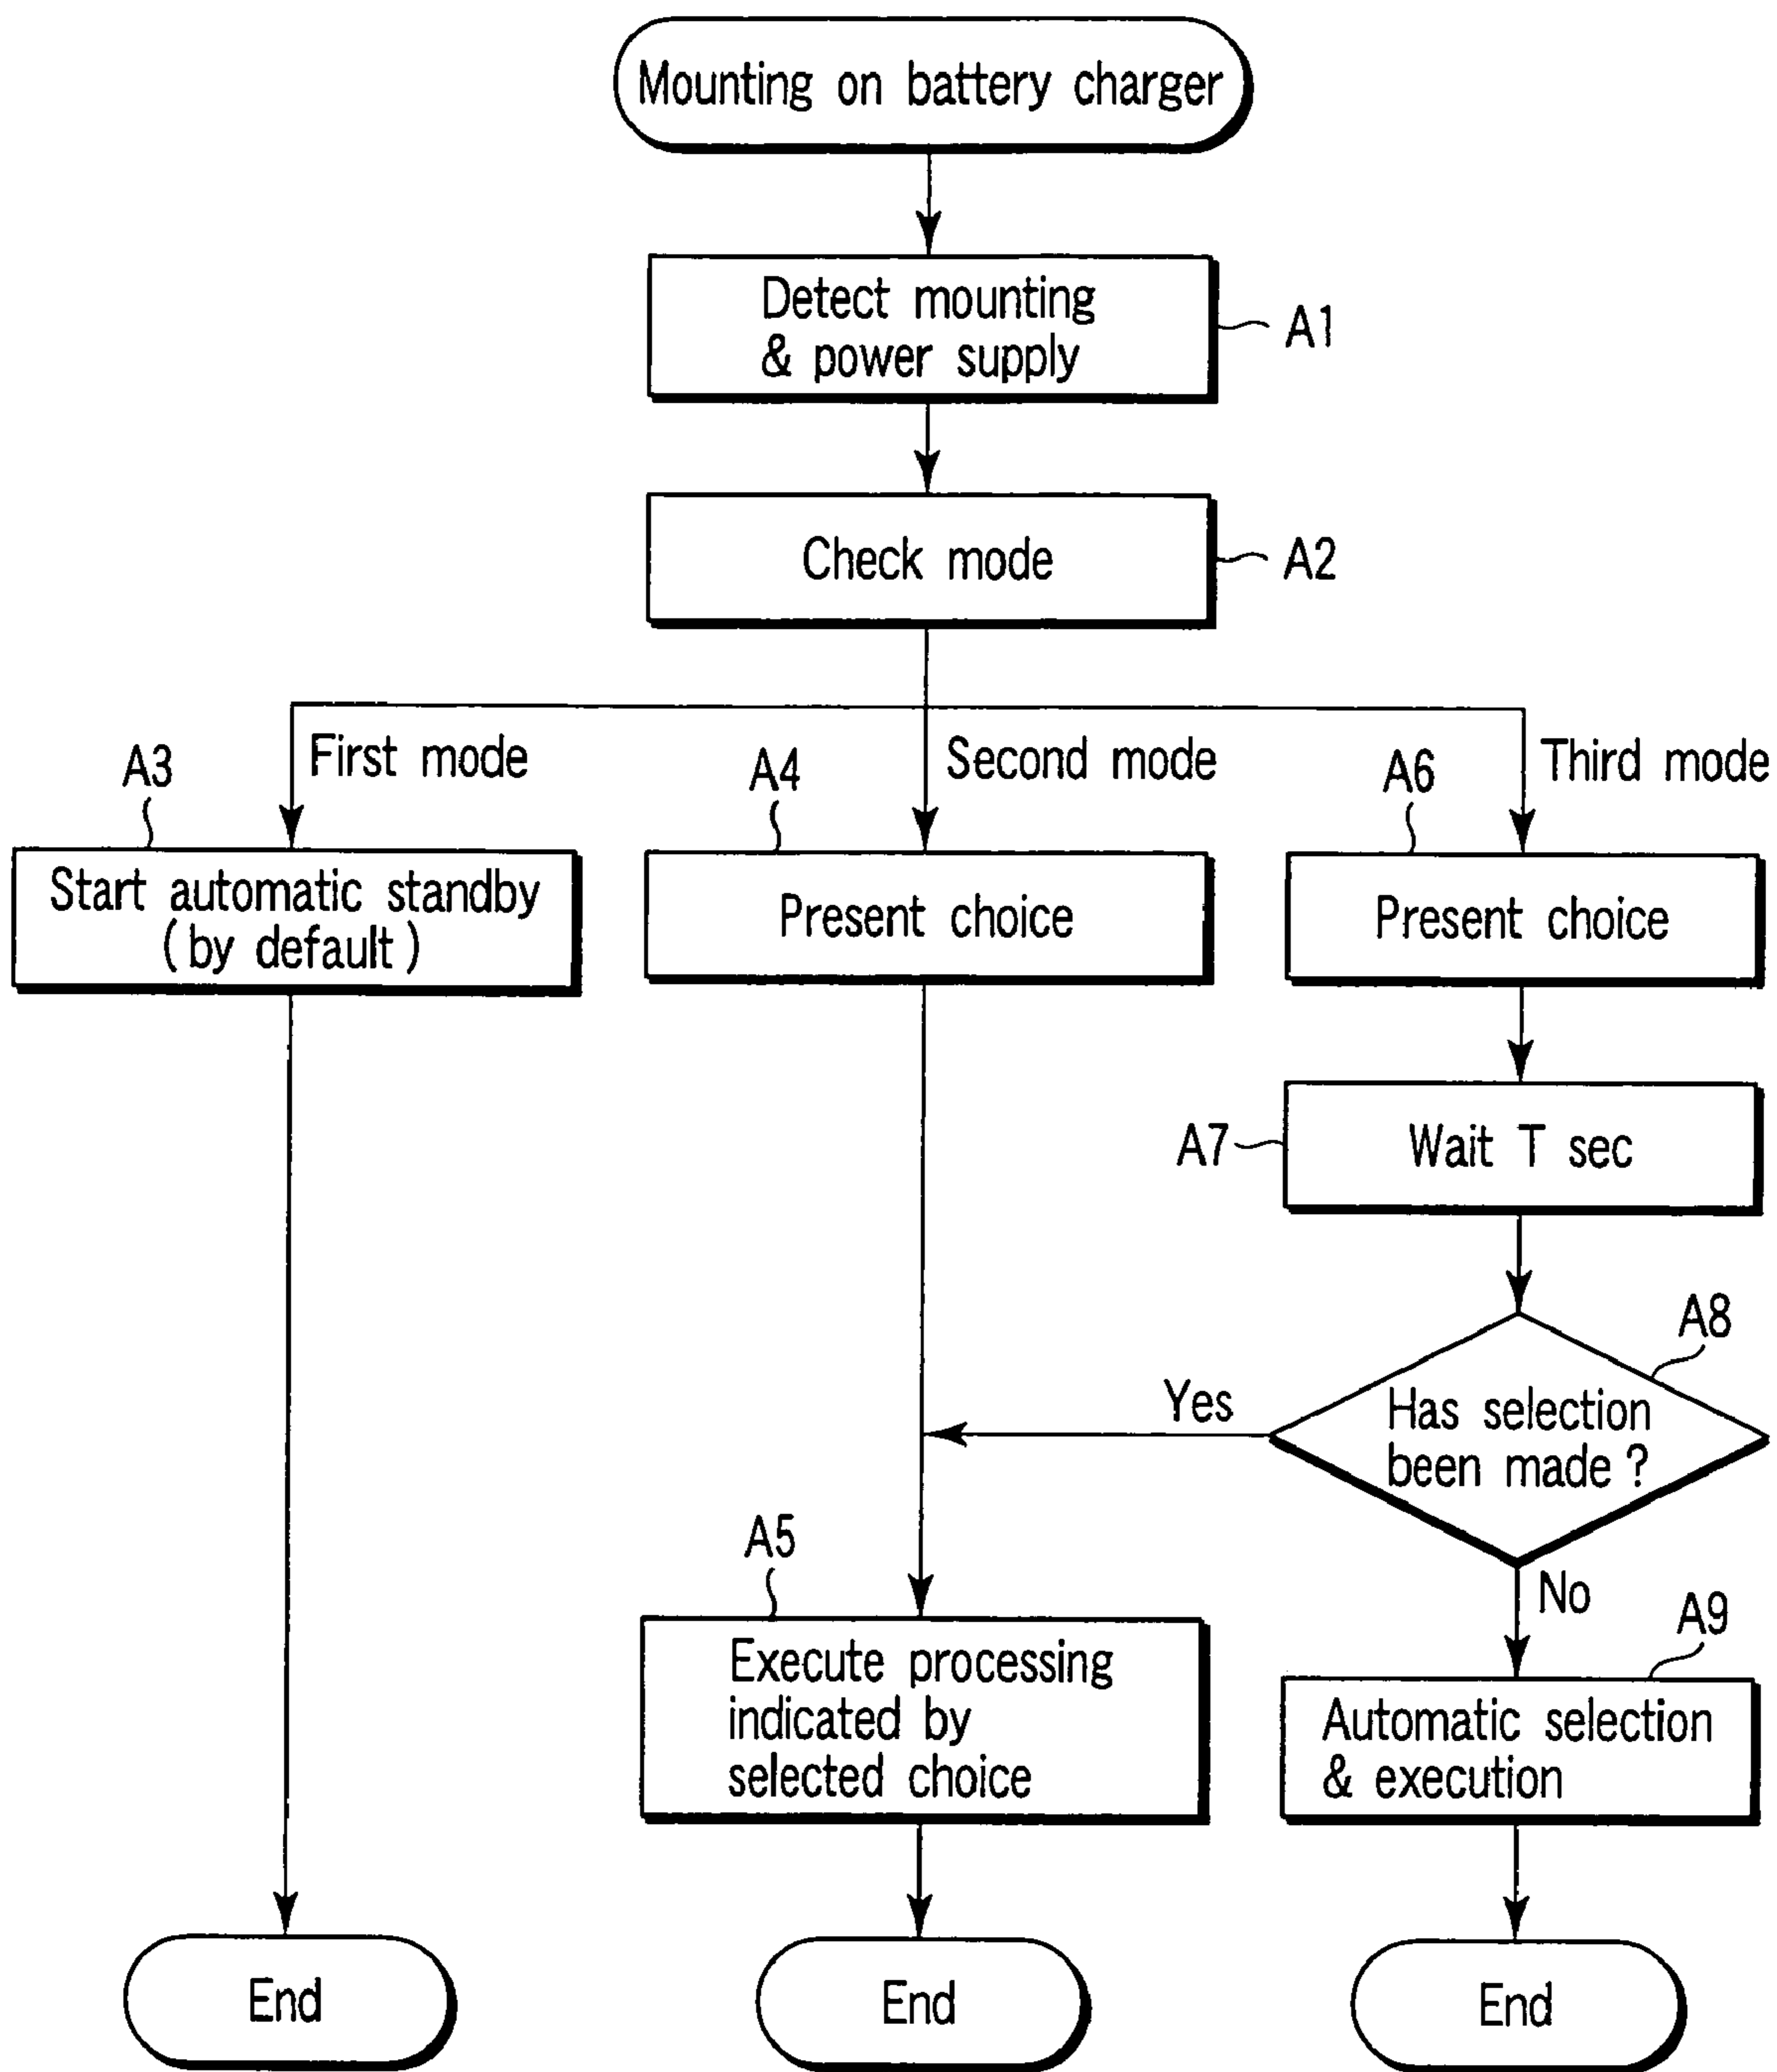 Mounting on battery charger
Detect mounting
& power supply
A1
Check mode
A2
First mode
Second mode
Third mode
A3
A4
A6
Start automatic standby
(by default)
Present choice
Present choice
A7
Wait T sec
A8
Has selection
been made?
Yes
No
A5
Execute processing
indicated by
selected choice
A9
Automatic selection
& execution
End
End
End